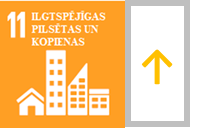 11 ILGTSPĒJĪGAS
PILSĒTAS UN
KOPIENAS